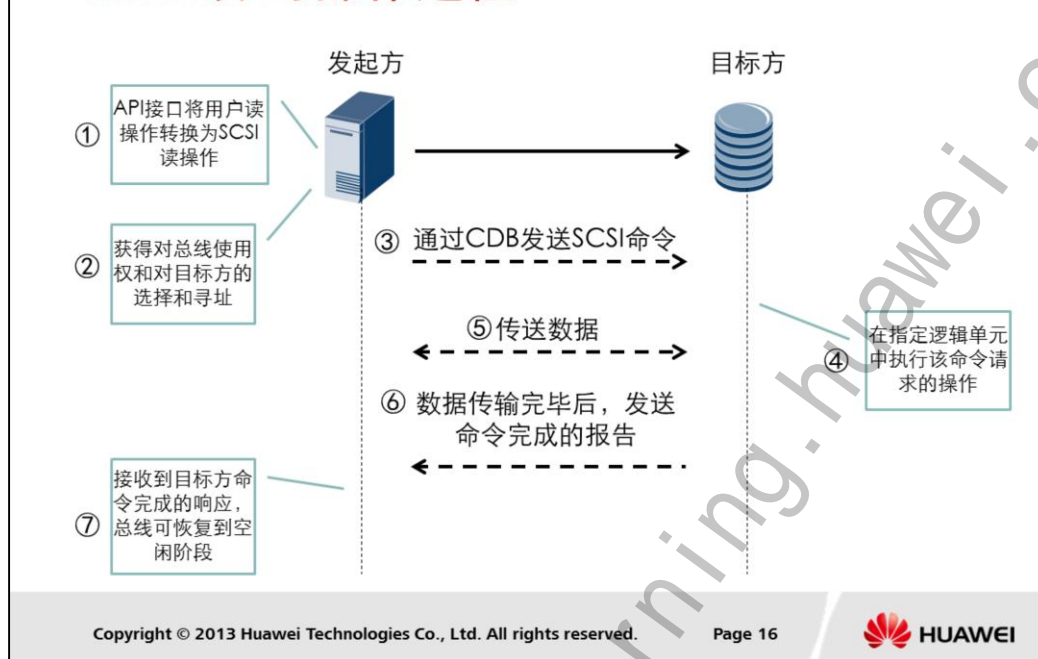 发起方
目标方
①
API接口将用户读
操作转换为SCSI
读操作
②
获得对总线使用
权和对目标方的
选择和寻址
③ 通过CDB发送SCSI命令
④
在指定逻辑单元
中执行该命令请
求的操作
⑤传送数据
⑥ 数据传输完毕后，发送
命令完成的报告
⑦
接收到目标方命
令完成的响应，
总线可恢复到空
闲阶段
Copyright © 2013 Huawei Technologies Co., Ltd. All rights reserved.
Page 16
HUAWEI
rning.huawei.c